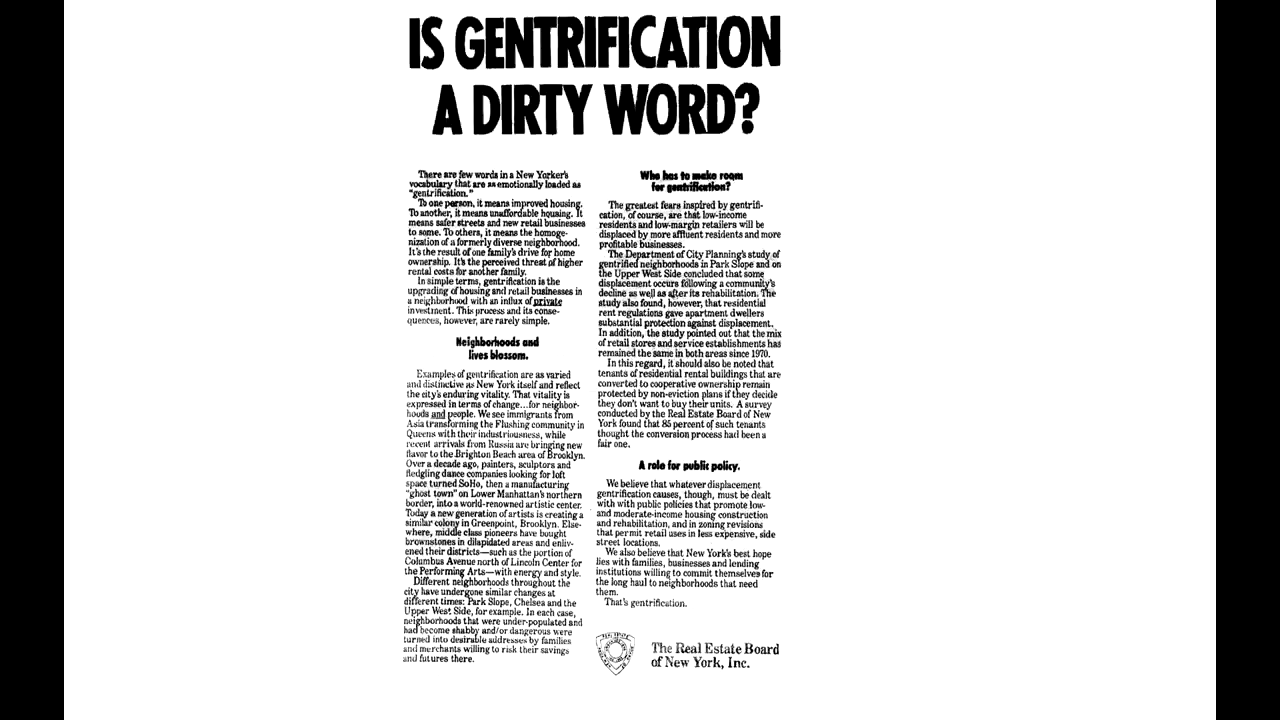 IS GENTRIFICATION
A DIRTY WORD?
There are few words in a New Yorker's
vocabulary that are as emotionally loaded as
"gentrification."
To one person, it means improved housing.
To another, it means unaffordable housing. It
means safer streets and new retail businesses
to some. To others, it means the homoge-
nization of a formerly diverse neighborhood.
It's the result of one family's drive for home
ownership. It's the perceived threat of higher
rental costs for another family.
In simple terms, gentrification is the
upgrading of housing and retail businesses in
a neighborhood with an influx of private
investment. This process and its conse-
quences, however, are rarely simple.
Neighborhoods and
lives blossom.
Examples of gentrification are as varied
and distinctive as New York itself and reflect
the city's enduring vitality. That vitality is
expressed in terms of change...for neighbor-
hoods and people. We see immigrants from
Asia transforming the Flushing community in
Queens with their industriousness, while
recent arrivals from Russia are bringing new
flavor to the Brighton Beach area of Brooklyn.
Over a decade ago, painters, sculptors and
fledgling dance companies looking for loft
space turned SoHo, then a manufacturing
"ghost town" on Lower Manhattan's northern
border, into a world-renowned artistic center.
Today a new generation of artists is creating a
similar colony in Greenpoint, Brooklyn. Else-
where, middle class pioneers have bought
brownstones in dilapidated areas and enliv-
ened their districts—such as the portion of
Columbus Avenue north of Lincoln Center for
the Performing Arts—with energy and style.
Different neighborhoods throughout the
city have undergone similar changes at
different times: Park Slope, Chelsea and the
Upper West Side, for example. In each case,
neighborhoods that were under-populated and
had become shabby and/or dangerous were
turned into desirable addresses by families
and merchants willing to risk their savings
and futures there.
Who has to make room
for gentrification?
The greatest fears inspired by gentrifi-
cation, of course, are that low-income
residents and low-margin retailers will be
displaced by more affluent residents and more
profitable businesses.
The Department of City Planning's study of
gentrified neighborhoods in Park Slope and on
the Upper West Side concluded that some
displacement occurs following a community's
decline as well as after its rehabilitation. The
study also found, however, that residential
rent regulations gave apartment dwellers
substantial protection against displacement.
In addition, the study pointed out that the mix
of retail stores and service establishments has
remained the same in both areas since 1970.
In this regard, it should also be noted that
tenants of residential rental buildings that are
converted to cooperative ownership remain
protected by non-eviction plans if they decide
they don't want to buy their units. A survey
conducted by the Real Estate Board of New
York found that 85 percent of such tenants
thought the conversion process had been a
fair one.
A role for public policy.
We believe that whatever displacement
gentrification causes, though, must be dealt
with with public policies that promote low-
and moderate-income housing construction
and rehabilitation, and in zoning revisions
that permit retail uses in less expensive, side
street locations.
We also believe that New York's best hope
lies with families, businesses and lending
institutions willing to commit themselves for
the long haul to neighborhoods that need
them.
That's gentrification.
The Real Estate Board
of New York, Inc.